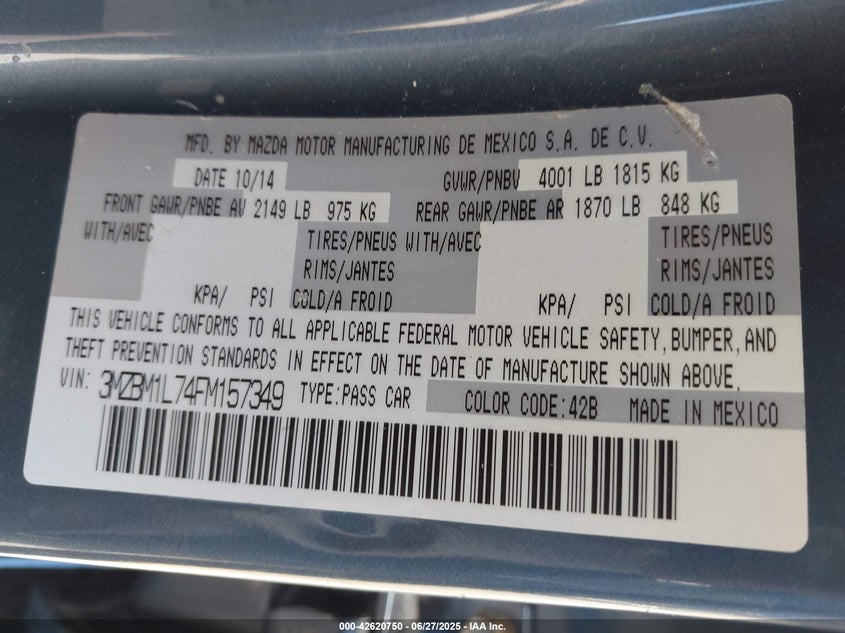 MFD. BY MAZDA MOTOR MANUFACTURING DE MEXICO S.A. DE C.V.
DATE 10/14 GVWR/PNBV 4001 LB 1815 KG
FRONT GAWR/PNBE AV 2149 LB 975 KG REAR GAWR/PNBE AR 1870 LB 848 KG
WITH/AVEC TIRES/PNEUS WITH/AVEC TIRES/PNEUS
RIMS/JANTES RIMS/JANTES
KPA/ PSI COLD/A FROID KPA/ PSI COLD/A FROID
THIS VEHICLE CONFORMS TO ALL APPLICABLE FEDERAL MOTOR VEHICLE SAFETY, BUMPER, AND
THEFT PREVENTION STANDARDS IN EFFECT ON THE DATE OF MANUFACTURE SHOWN ABOVE.
VIN: 3MZBM1L74FM157349 TYPE:PASS CAR COLOR CODE:42B MADE IN MEXICO
000-42620750 - 06/27/2025 - IAA Inc.